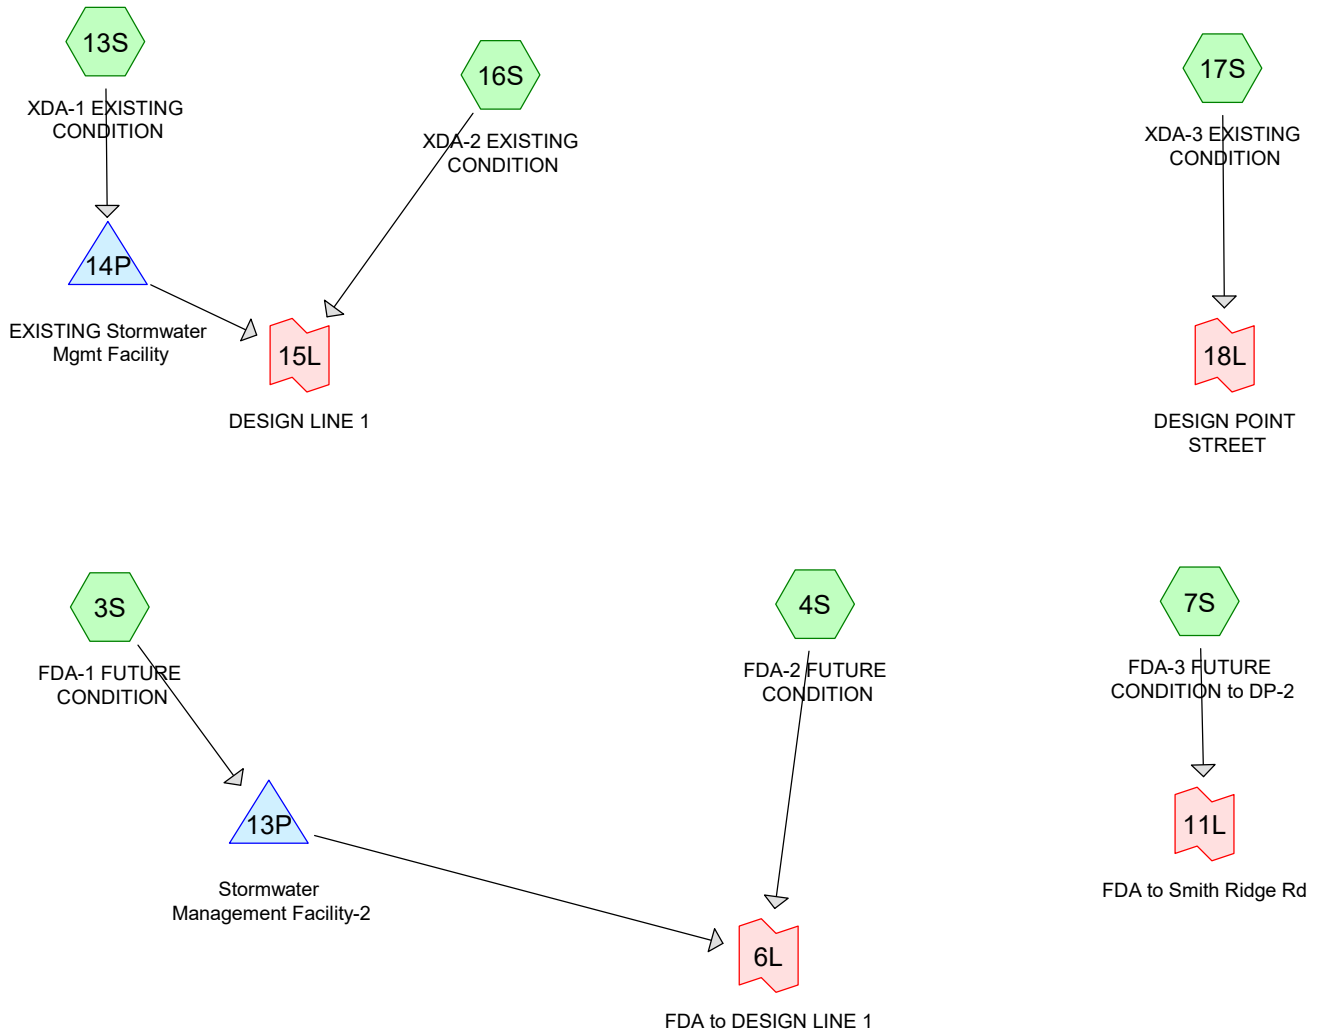 13S
XDA-1 EXISTING
CONDITION
16S
XDA-2 EXISTING
CONDITION
17S
XDA-3 EXISTING
CONDITION
14P
EXISTING Stormwater
Mgmt Facility
15L
DESIGN LINE 1
18L
DESIGN POINT
STREET
3S
FDA-1 FUTURE
CONDITION
4S
FDA-2 FUTURE
CONDITION
7S
FDA-3 FUTURE
CONDITION to DP-2
13P
Stormwater
Management Facility-2
11L
FDA to Smith Ridge Rd
6L
FDA to DESIGN LINE 1